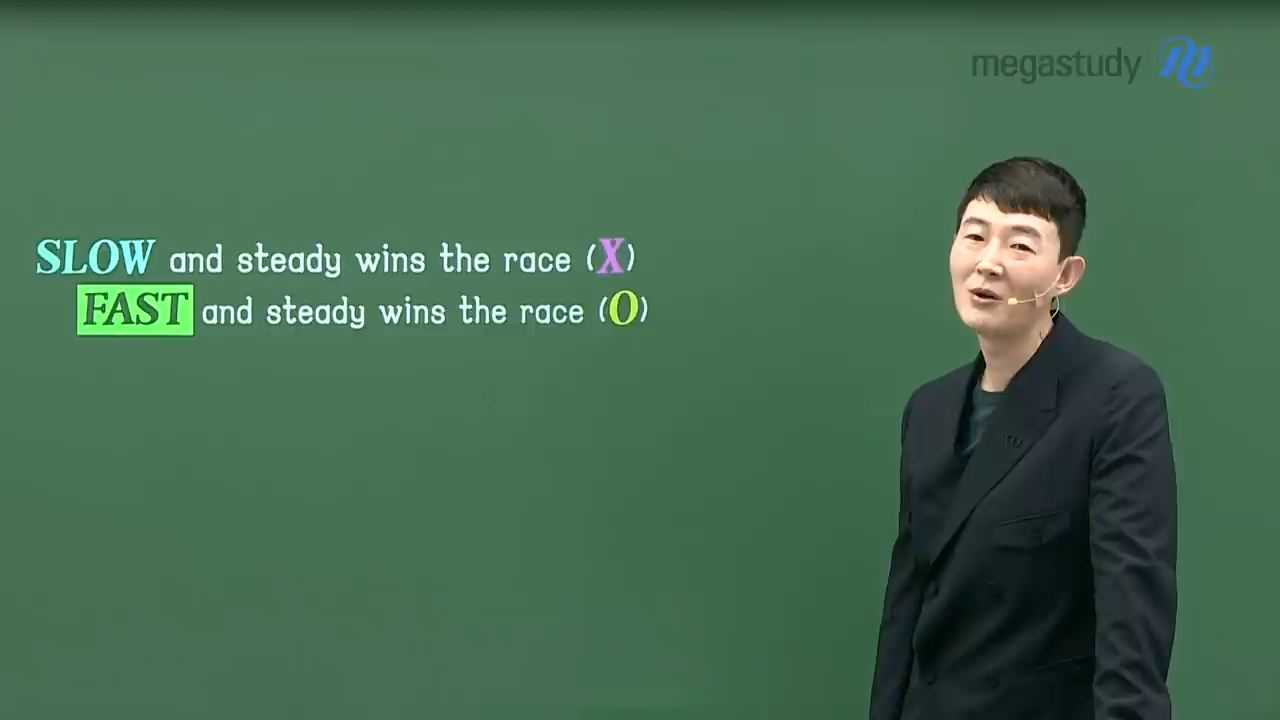 megastudy
SLOW and steady wins the race (X)
FAST and steady wins the race (O)